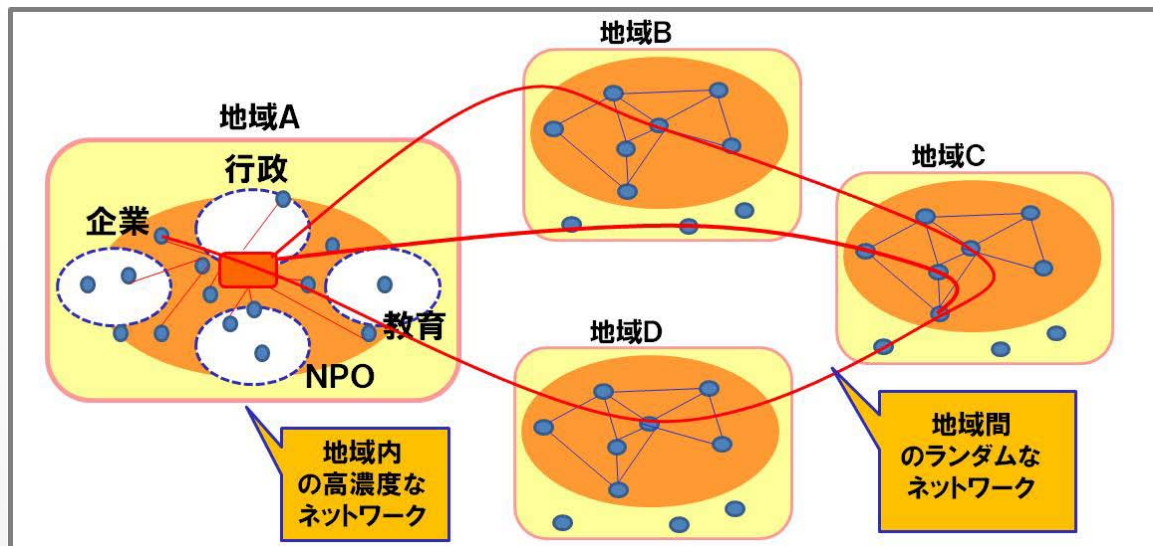 地域B
地域A
行政
企業
地域C
教育
地域D
NPO
地域内
の高濃度な
ネットワーク
地域間
のランダムな
ネットワーク